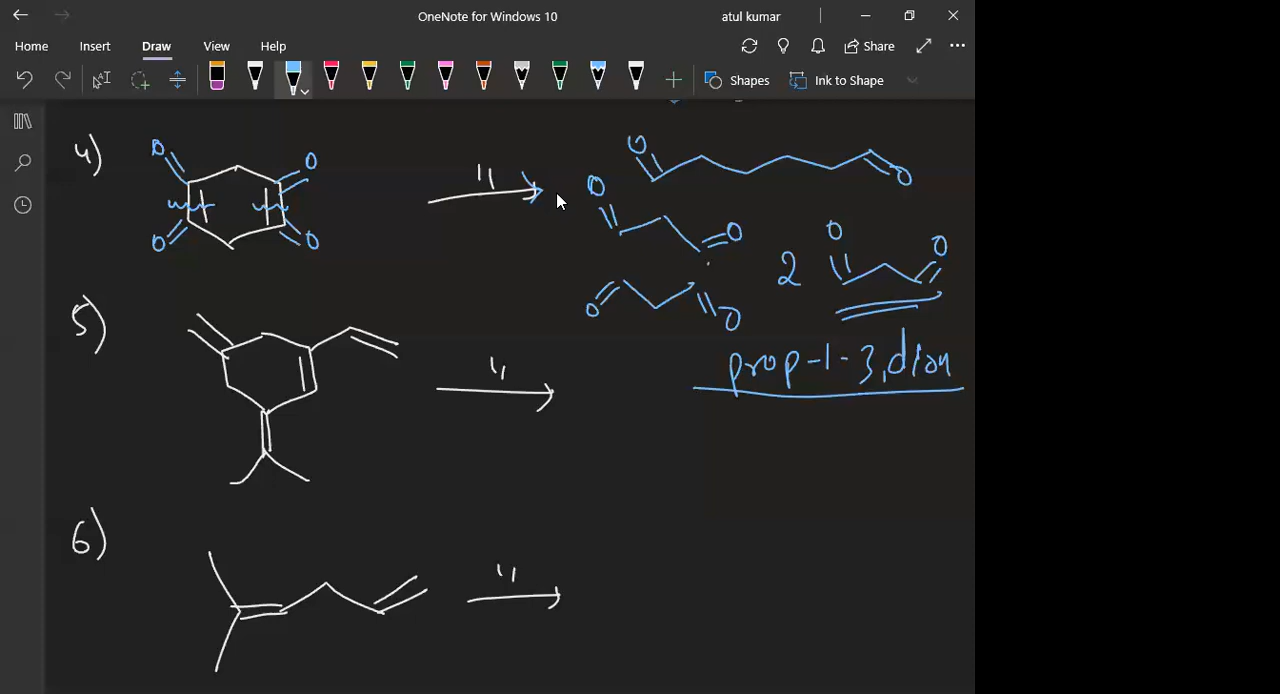 OneNote for Windows 10
atul kumar
Home Insert Draw View Help
Share
Shapes
Ink to Shape
4)
O O
O O
"
O
O
O
O
2
O
O
O
O
prop-1-3,dion
5)
"
6)
"